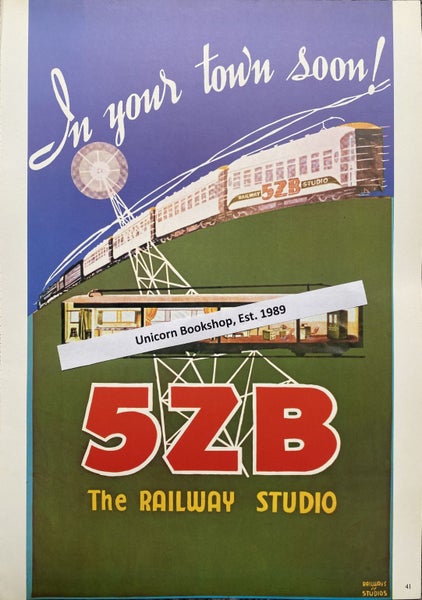 In your town soon!
RAILWAY 5ZB STUDIO
Unicorn Bookshop, Est. 1989
5ZB
The RAILWAY STUDIO
RAILWAYS
STUDIOS
41